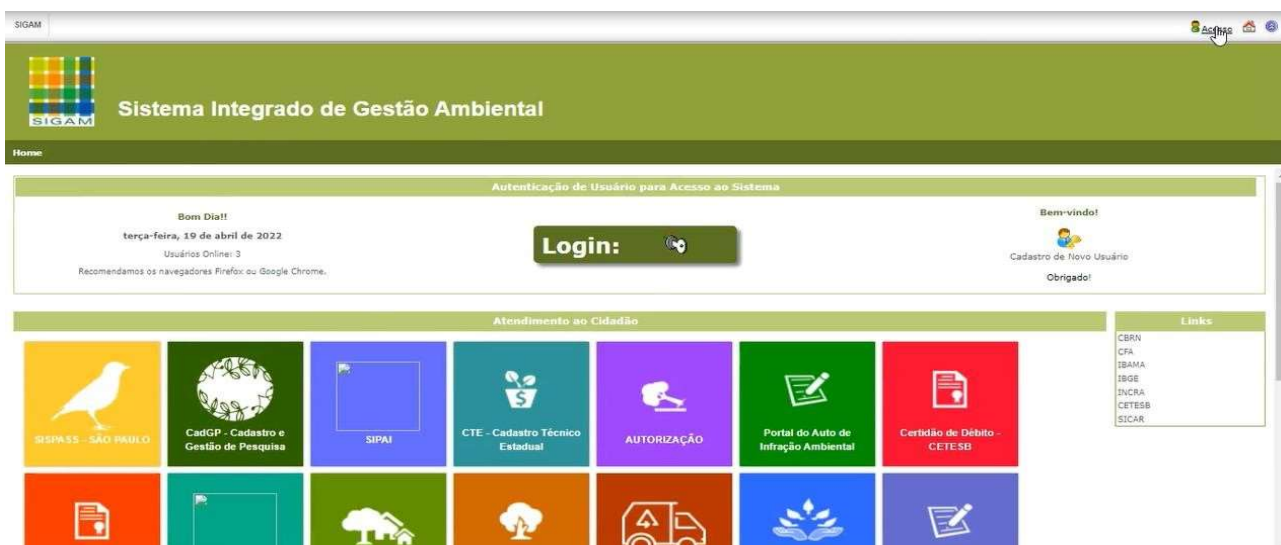 SIGAM
Acesso
SIGAM
Sistema Integrado de Gestão Ambiental
Home
Autenticação de Usuário para Acesso ao Sistema
Bom Dia!!
terça-feira, 19 de abril de 2022
Usuários Online: 3
Recomendamos os navegadores Firefox ou Google Chrome.
Login:
Bem-vindo!
Cadastro de Novo Usuário
Obrigado!
Atendimento ao Cidadão
SISPASS - SÃO PAULO
CadGP - Cadastro e
Gestão de Pesquisa
SIPAI
CTE - Cadastro Técnico
Estadual
AUTORIZAÇÃO
Portal do Auto de
Infração Ambiental
Certidão de Débito -
CETESB
Links
CBRN
CFA
IBAMA
IBGE
INCRA
CETESB
SICAR